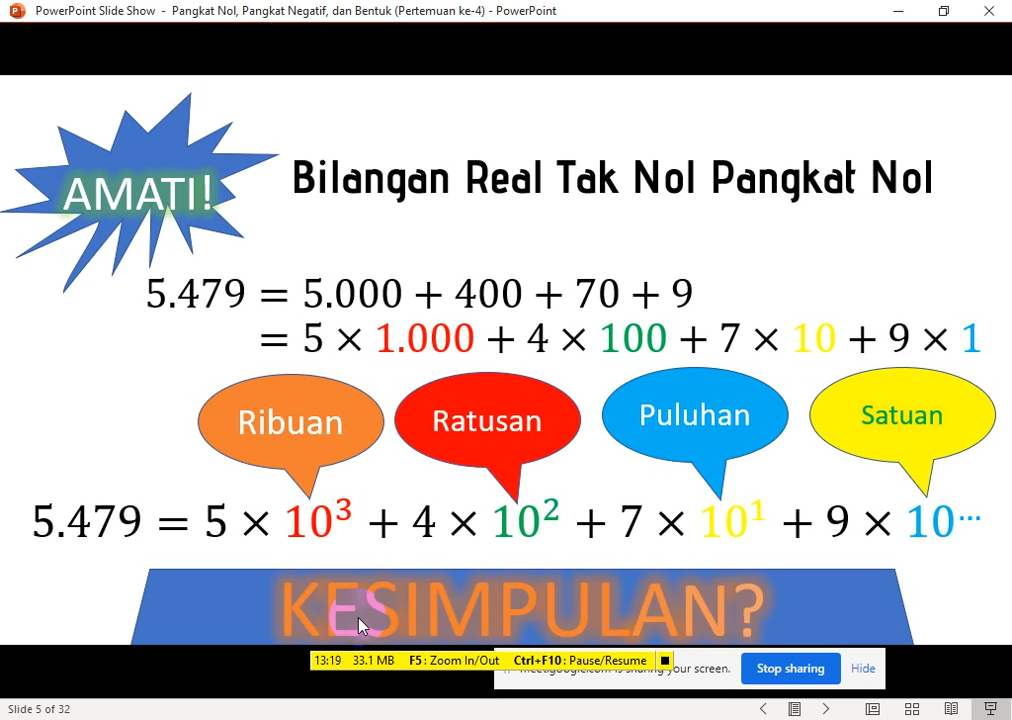 PowerPoint Slide Show - Pangkat Nol, Pangkat Negatif, dan Bentuk (Pertemuan ke-4) - PowerPoint
AMATI!
Bilangan Real Tak Nol Pangkat Nol
5.479 = 5.000 + 400 + 70 + 9
= 5 × 1.000 + 4 × 100 + 7 × 10 + 9 × 1
Ribuan
Ratusan
Puluhan
Satuan
5.479 = 5 × 10³ + 4 × 10² + 7 × 10¹ + 9 × 10^…
KESIMPULAN?
13:19 33.1 MB F5 : Zoom In/Out Ctrl+F10 : Pause/Resume
is sharing your screen.
Stop sharing
Hide
Slide 5 of 32